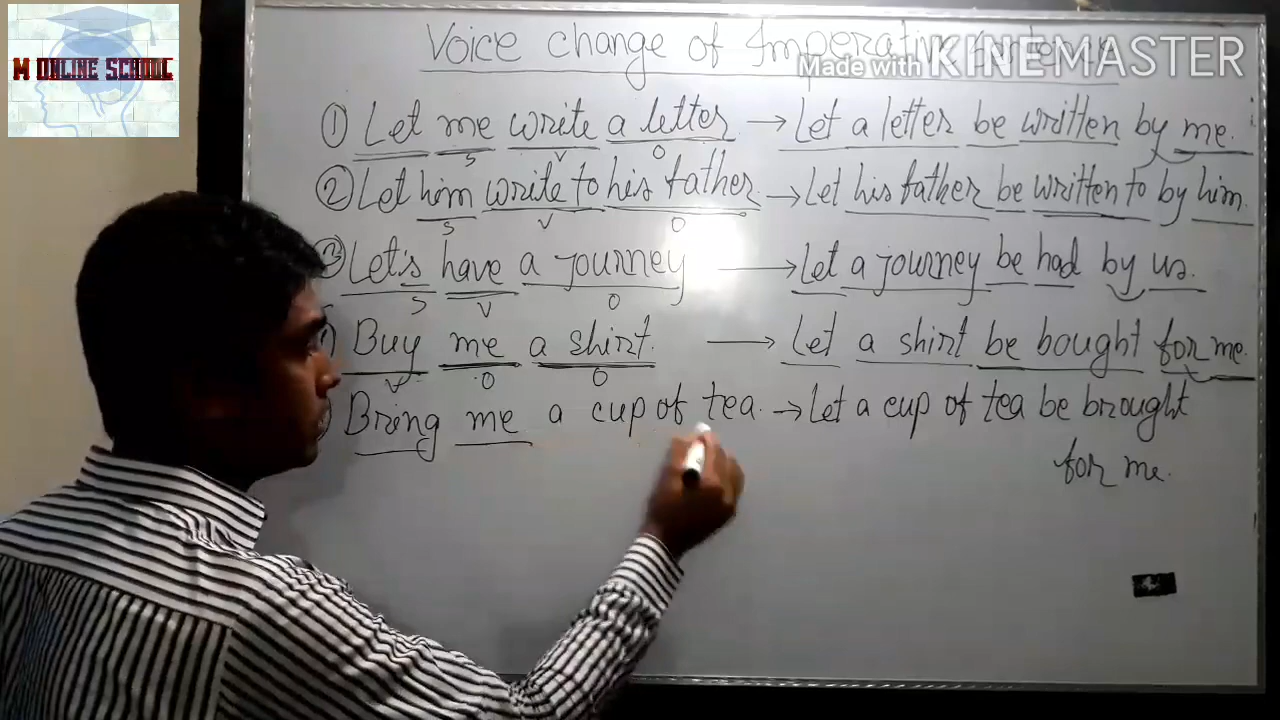 M ONLINE SCHOOL
Voice change of Imperative
Made with KINEMASTER
① Let me write a letter → Let a letter be written by me.
S V O
② Let him write to his father. → Let his father be written to by him.
S V O
Let's have a journey → Let a journey be had by us.
S V O
Buy me a shirt. → Let a shirt be bought for me.
V O O
Bring me a cup of tea. → Let a cup of tea be brought
for me.